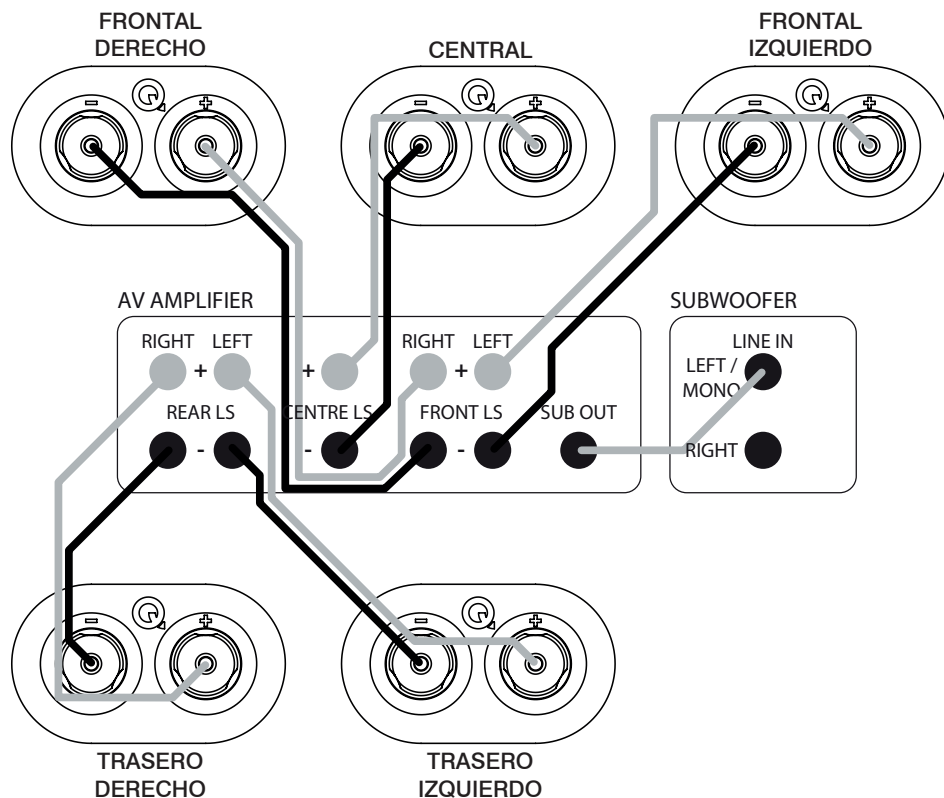 FRONTAL
DERECHO
CENTRAL
FRONTAL
IZQUIERDO
- +
- +
- +
AV AMPLIFIER
SUBWOOFER
RIGHT + LEFT
+
RIGHT + LEFT
LINE IN
LEFT /
MONO
REAR LS
CENTRE LS
FRONT LS
SUB OUT
-
-
-
RIGHT
- +
- +
TRASERO
DERECHO
TRASERO
IZQUIERDO